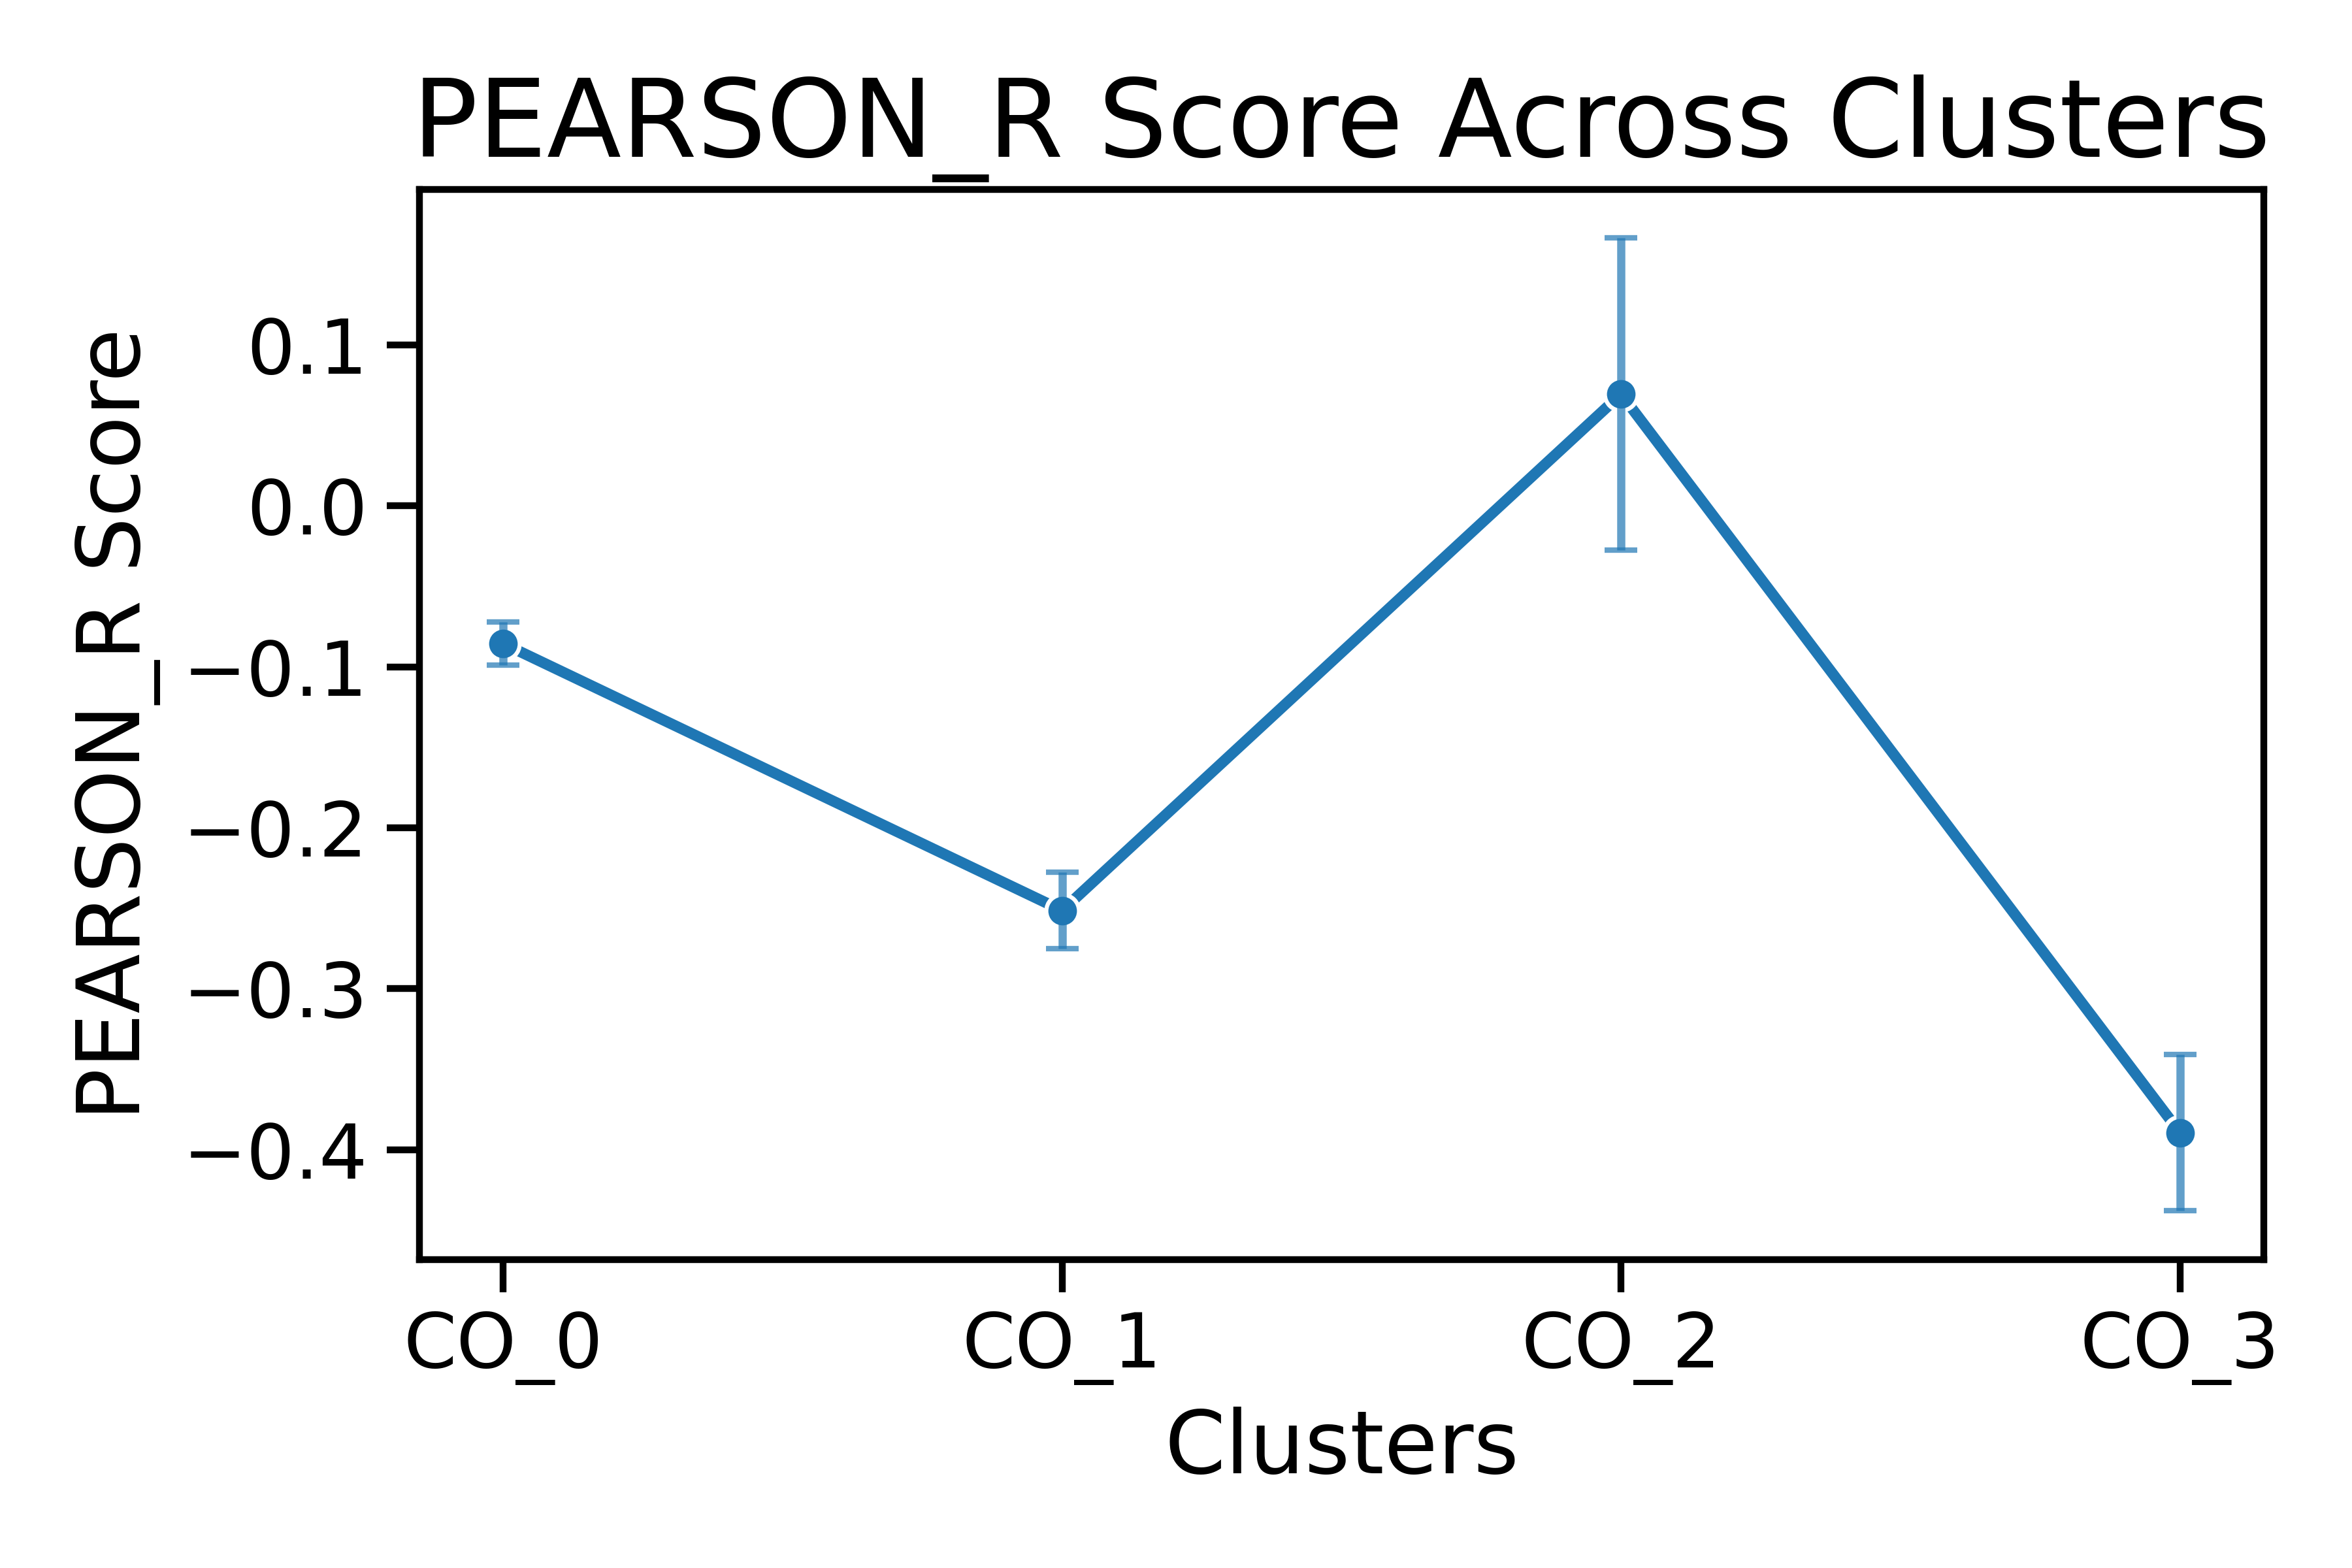 PEARSON_R Score Across Clusters
PEARSON_R Score
0.1
0.0
−0.1
−0.2
−0.3
−0.4
CO_0 CO_1 CO_2 CO_3
Clusters